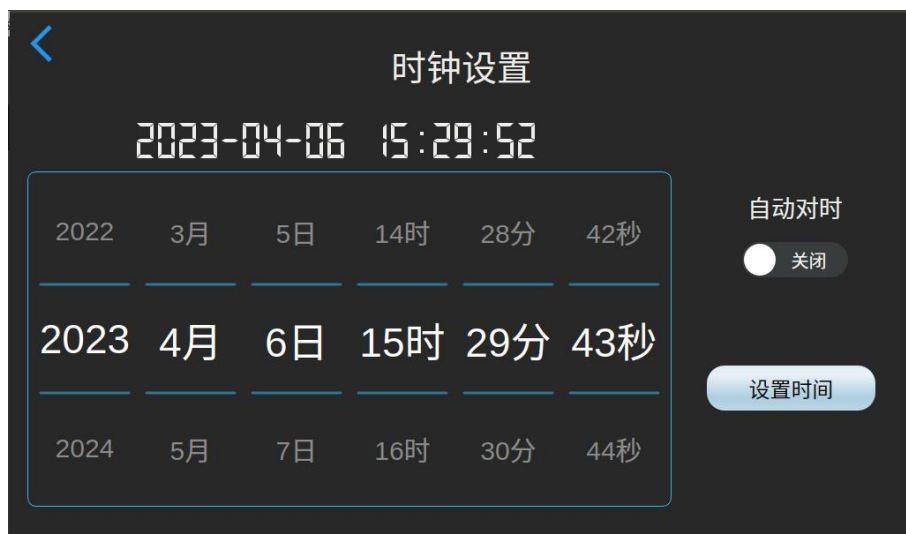 时钟设置
2023-04-06 15:29:52
自动对时
2022 3月 5日 14时 28分 42秒
关闭
2023 4月 6日 15时 29分 43秒
设置时间
2024 5月 7日 16时 30分 44秒